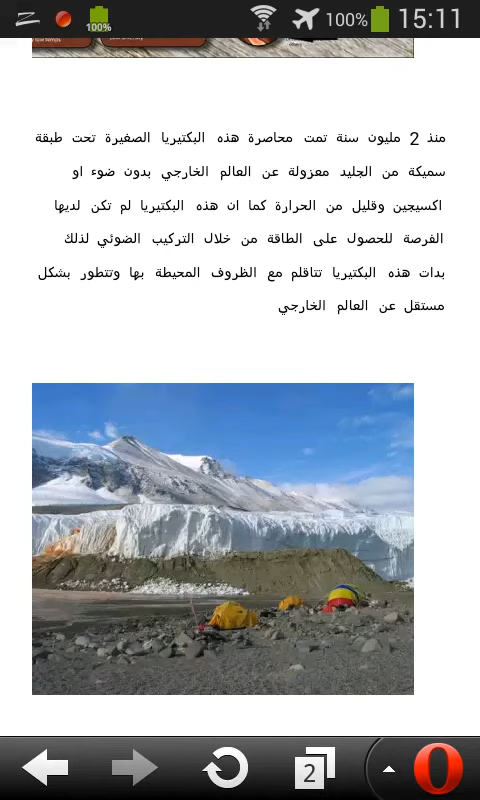 100%
100%
15:11
منذ 2 مليون سنة تمت محاصرة هذه البكتيريا الصغيرة تحت طبقة
سميكة من الجليد معزولة عن العالم الخارجي بدون ضوء او
اكسيجين وقليل من الحرارة كما ان هذه البكتيريا لم تكن لديها
الفرصة للحصول على الطاقة من خلال التركيب الضوئي لذلك
بدات هذه البكتيريا تتاقلم مع الظروف المحيطة بها وتتطور بشكل
مستقل عن العالم الخارجي
2